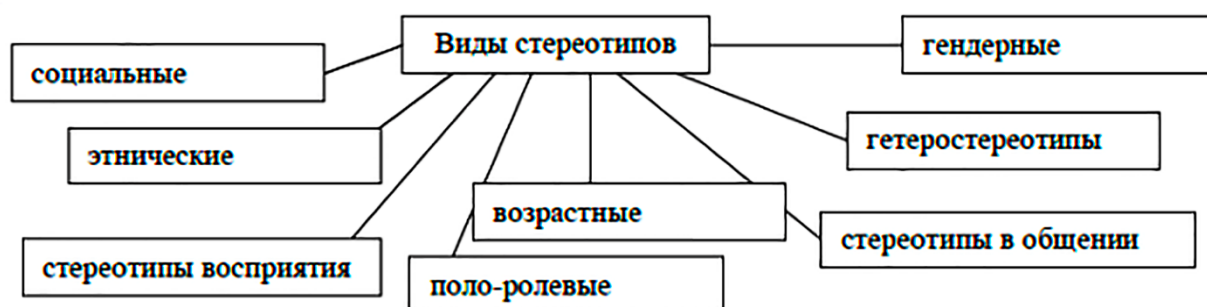 Виды стереотипов
гендерные
социальные
гетеростереотипы
этнические
возрастные
стереотипы в общении
стереотипы восприятия
поло-ролевые